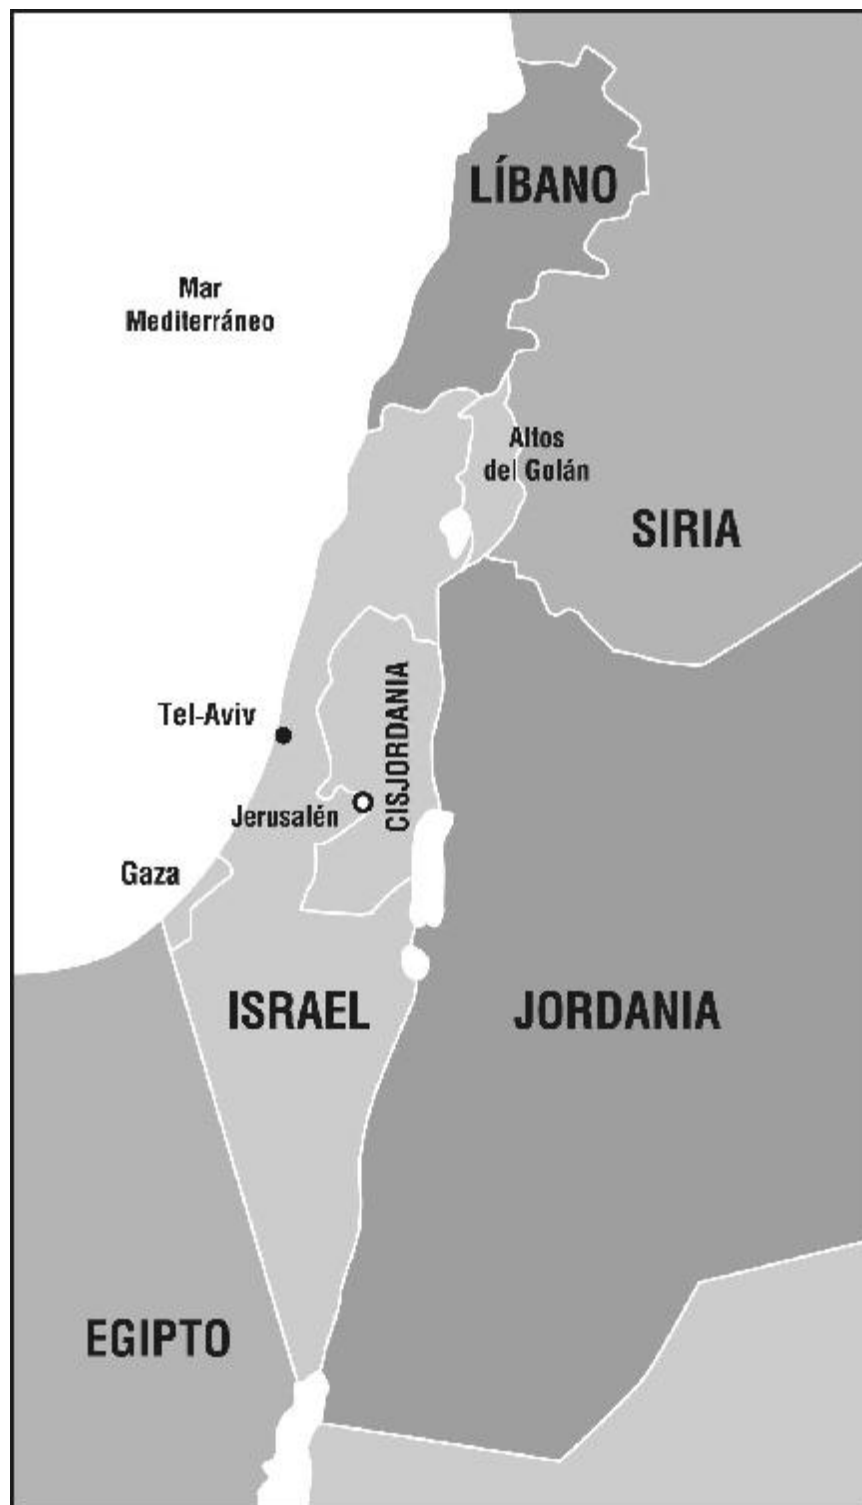 LÍBANO
Mar
Mediterráneo
Altos
del Golán
SIRIA
CISJORDANIA
Tel-Aviv
Jerusalén
Gaza
ISRAEL
JORDANIA
EGIPTO